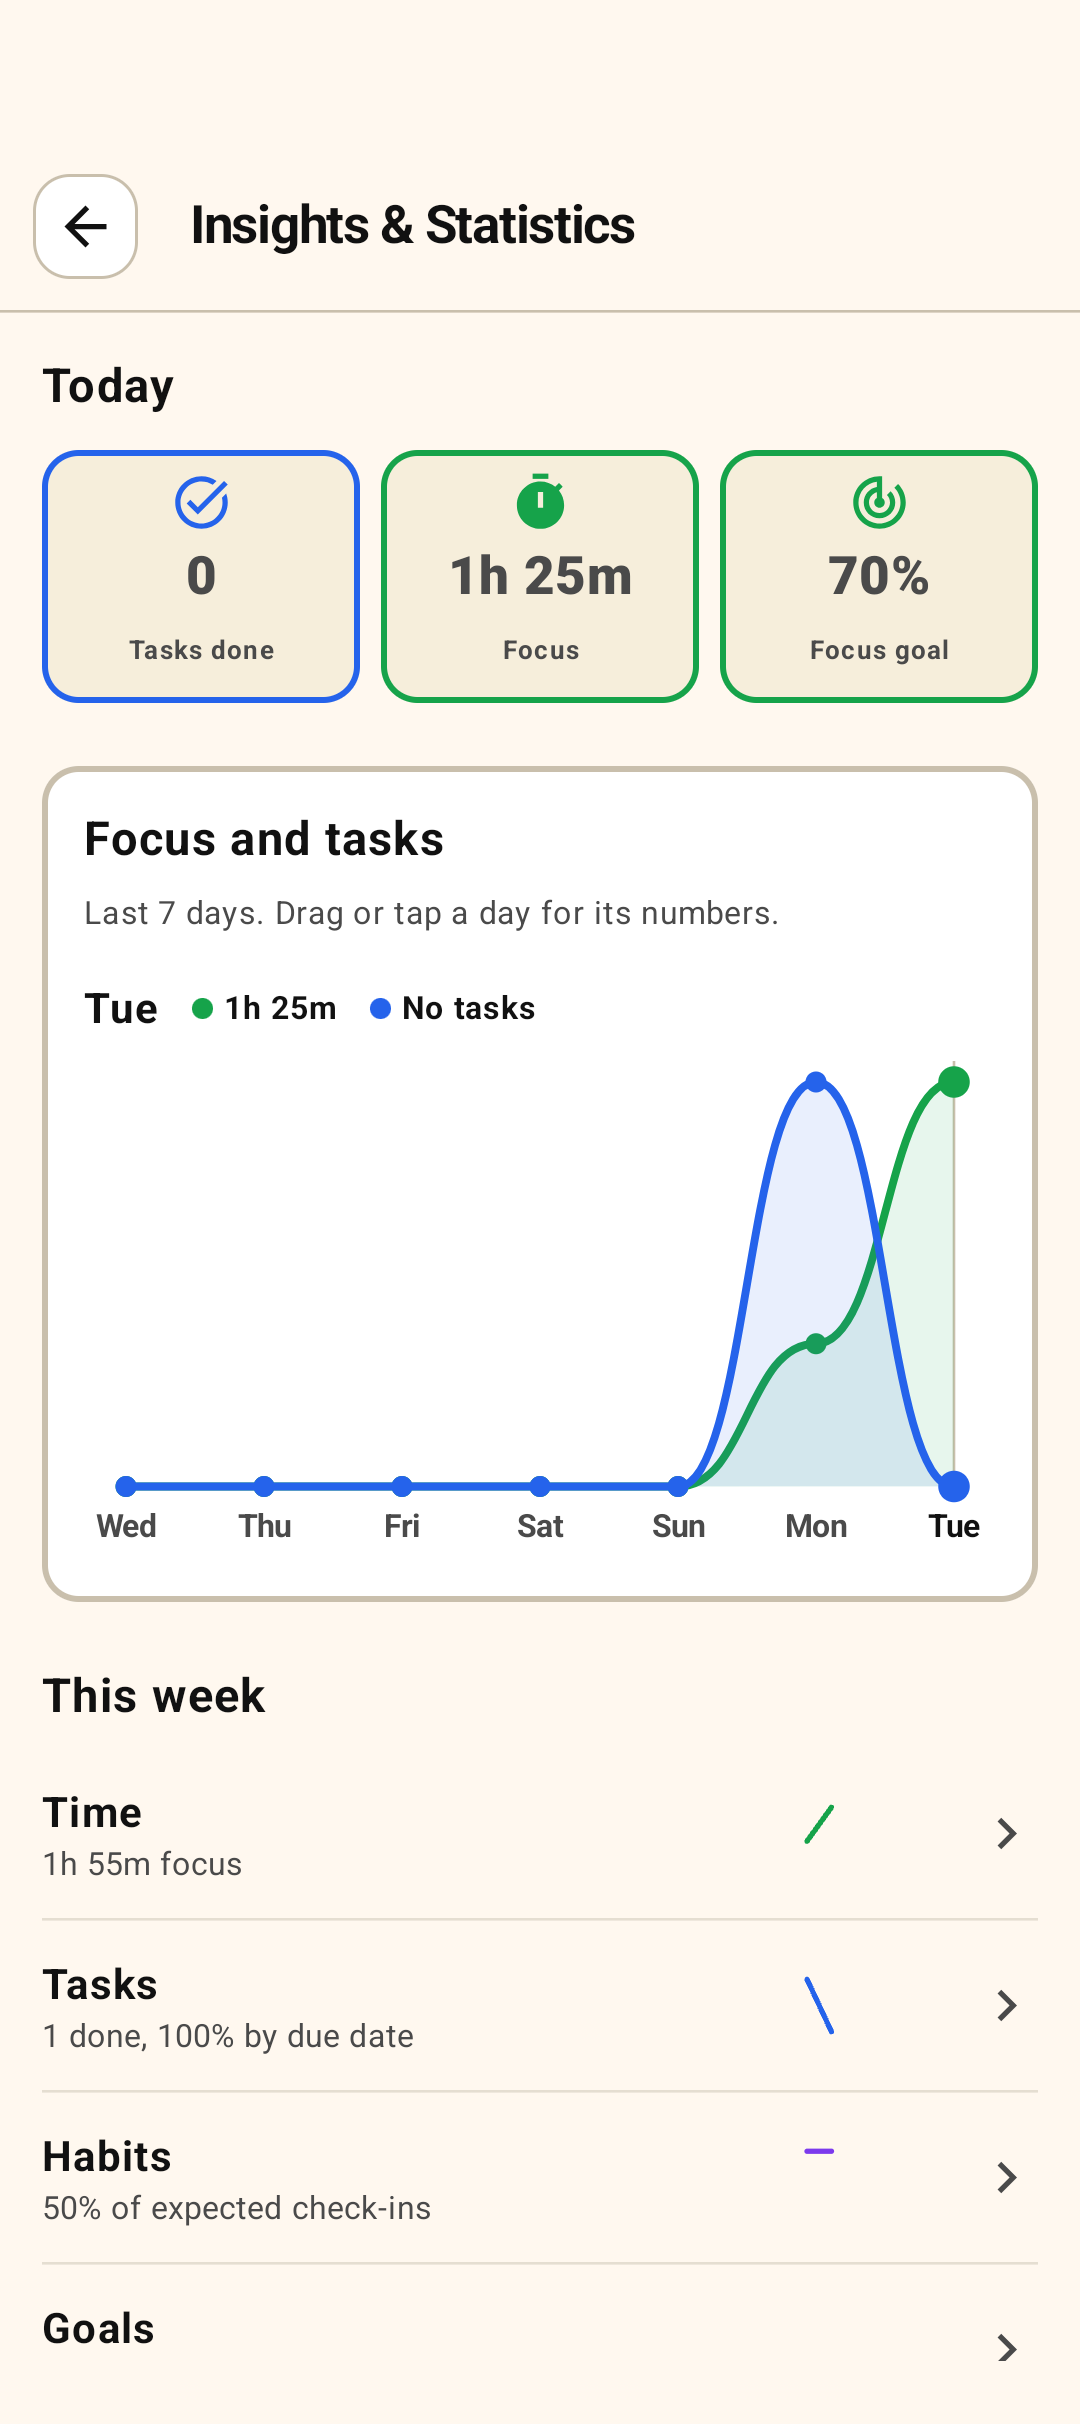 Insights & Statistics
Today
0
Tasks done
1h 25m
Focus
70%
Focus goal
Focus and tasks
Last 7 days. Drag or tap a day for its numbers.
Tue 1h 25m No tasks
Wed Thu Fri Sat Sun Mon Tue
This week
Time
1h 55m focus
Tasks
1 done, 100% by due date
Habits
50% of expected check-ins
Goals